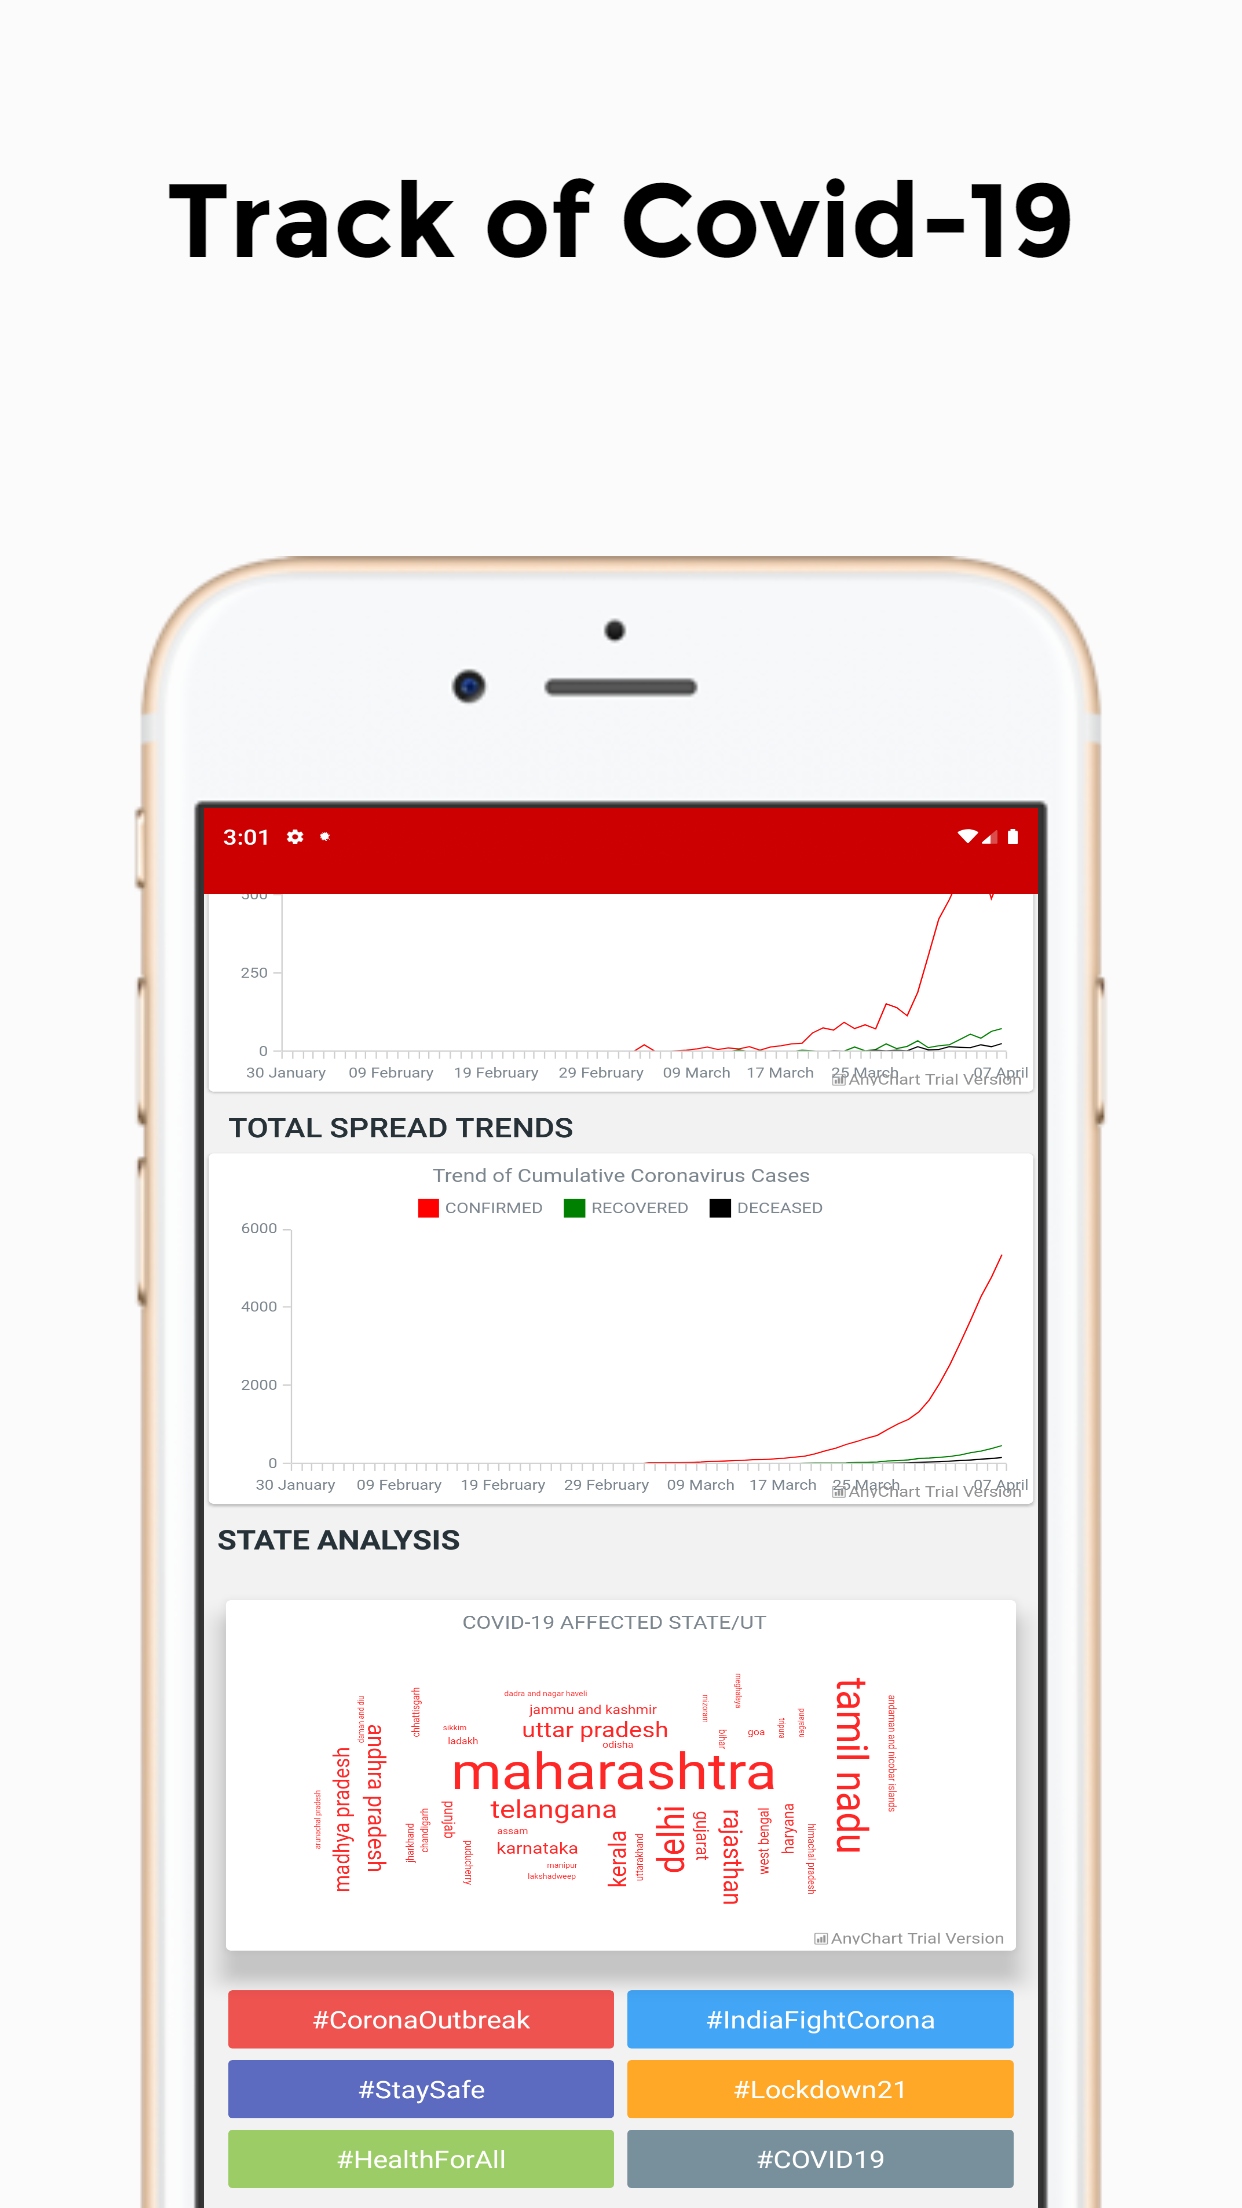 Track of Covid-19
3:01
500
250
0
30 January 09 February 19 February 29 February 09 March 17 March 25 March 07 April
AnyChart Trial Version
TOTAL SPREAD TRENDS
Trend of Cumulative Coronavirus Cases
CONFIRMED RECOVERED DECEASED
6000
4000
2000
0
30 January 09 February 19 February 29 February 09 March 17 March 25 March 07 April
AnyChart Trial Version
STATE ANALYSIS
COVID-19 AFFECTED STATE/UT
dadra and nagar haveli
jammu and kashmir
uttar pradesh
odisha
sikkim
ladakh
maharashtra
telangana
assam
karnataka
manipur
lakshadweep
arunachal pradesh
madhya pradesh
daman and diu
andhra pradesh
chhattisgarh
jharkhand
chandigarh
punjab
puducherry
kerala
uttarakhand
delhi
gujarat
rajasthan
west bengal
haryana
himachal pradesh
mizoram
meghalaya
bihar
goa
tripura
nagaland
tamil nadu
andaman and nicobar islands
AnyChart Trial Version
#CoronaOutbreak
#IndiaFightCorona
#StaySafe
#Lockdown21
#HealthForAll
#COVID19